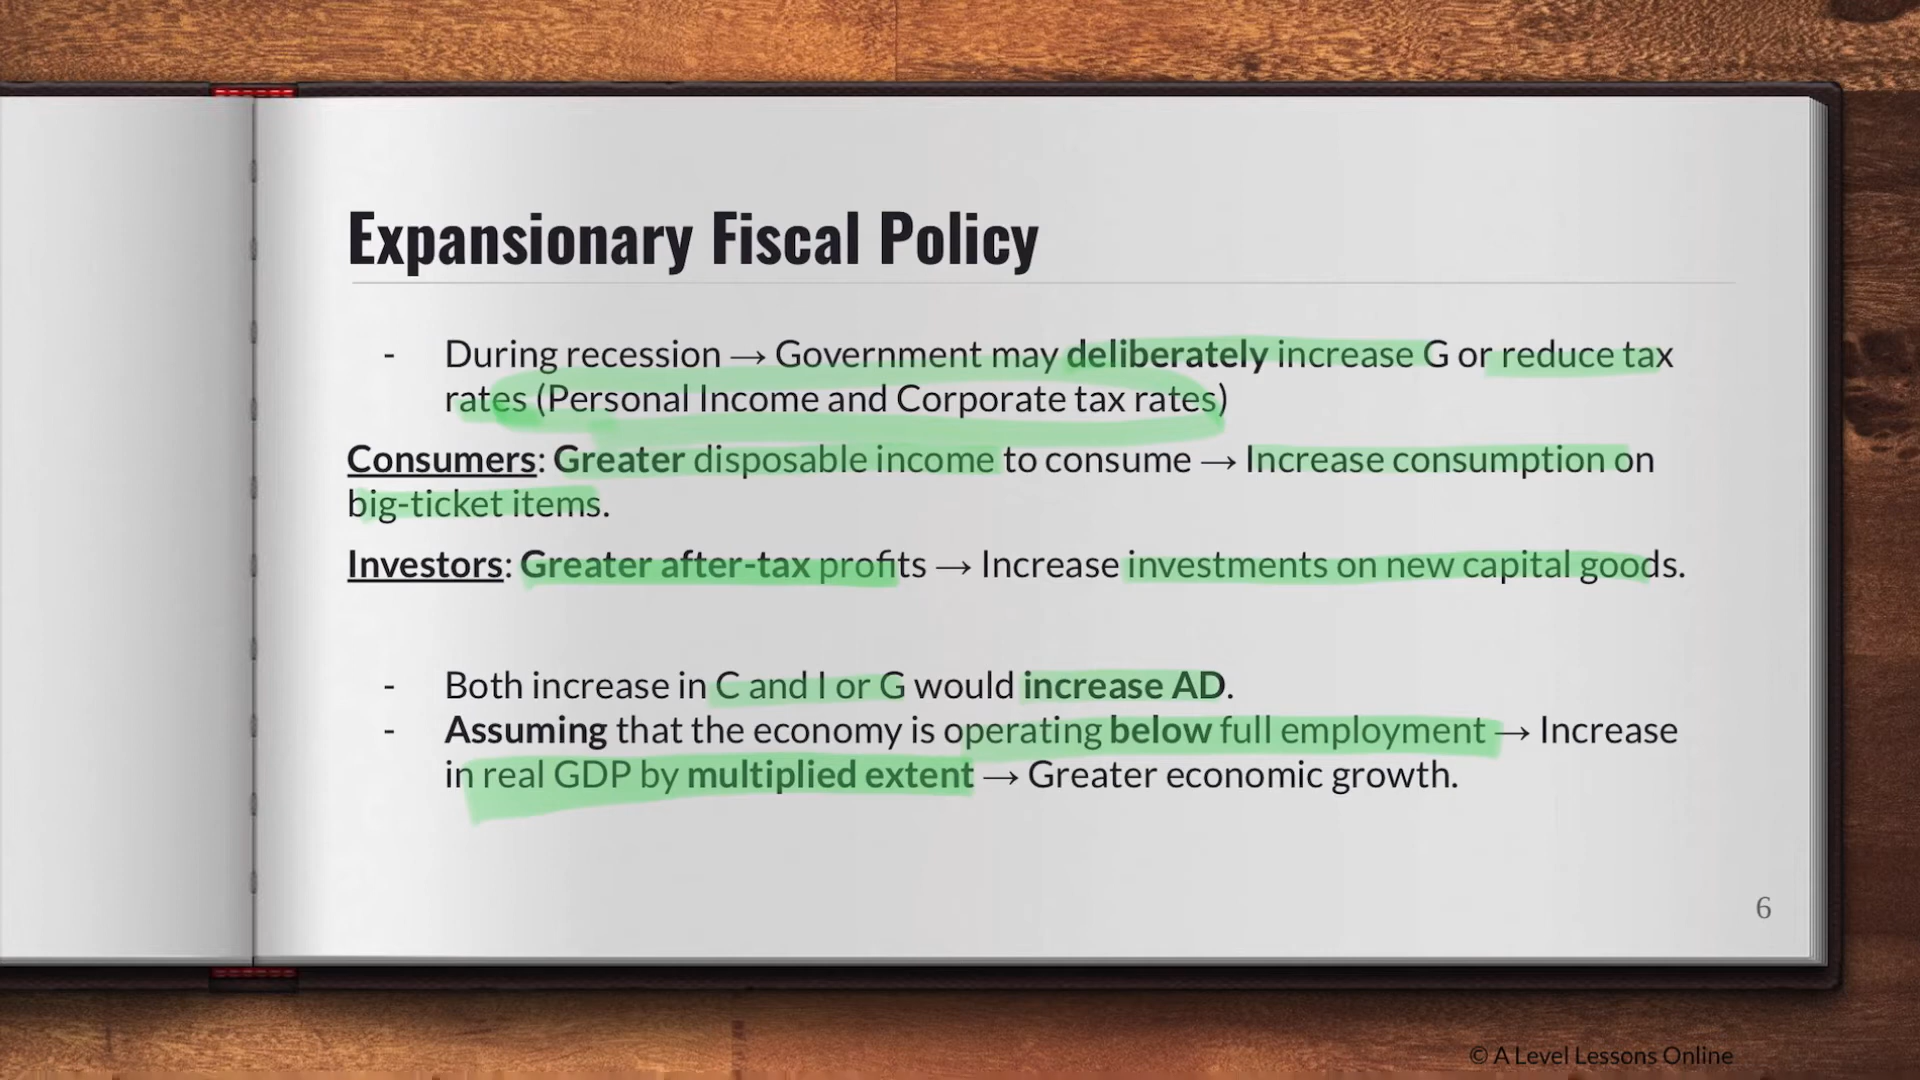 Expansionary Fiscal Policy
- During recession → Government may deliberately increase G or reduce tax
rates (Personal Income and Corporate tax rates)
Consumers: Greater disposable income to consume → Increase consumption on
big-ticket items.
Investors: Greater after-tax profits → Increase investments on new capital goods.
- Both increase in C and I or G would increase AD.
- Assuming that the economy is operating below full employment → Increase
in real GDP by multiplied extent → Greater economic growth.
6
© A Level Lessons Online